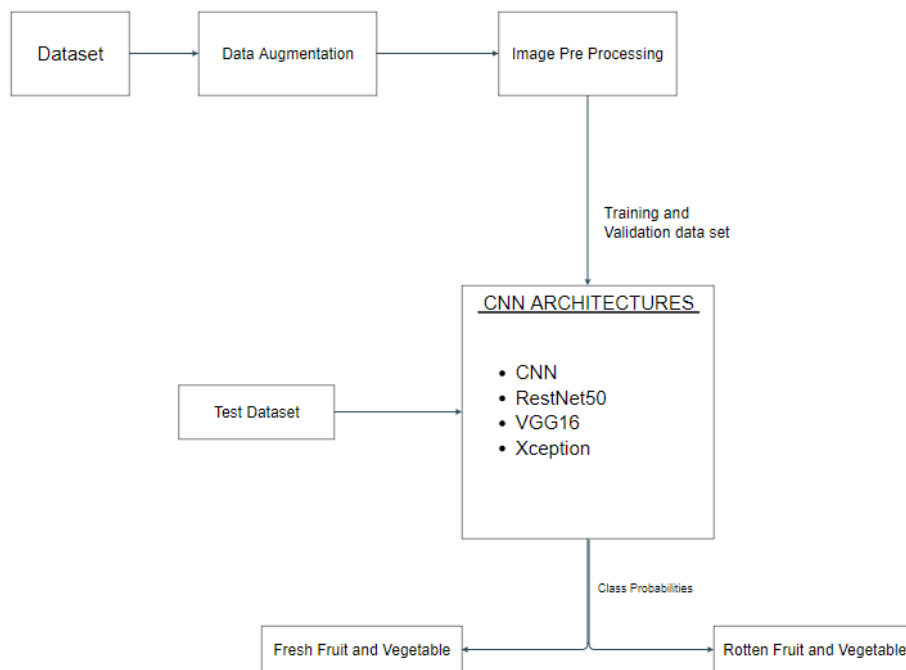 Dataset
Data Augmentation
Image Pre Processing
Training and
Validation data set
CNN ARCHITECTURES
• CNN
• RestNet50
• VGG16
• Xception
Test Dataset
Class Probabilities
Fresh Fruit and Vegetable
Rotten Fruit and Vegetable